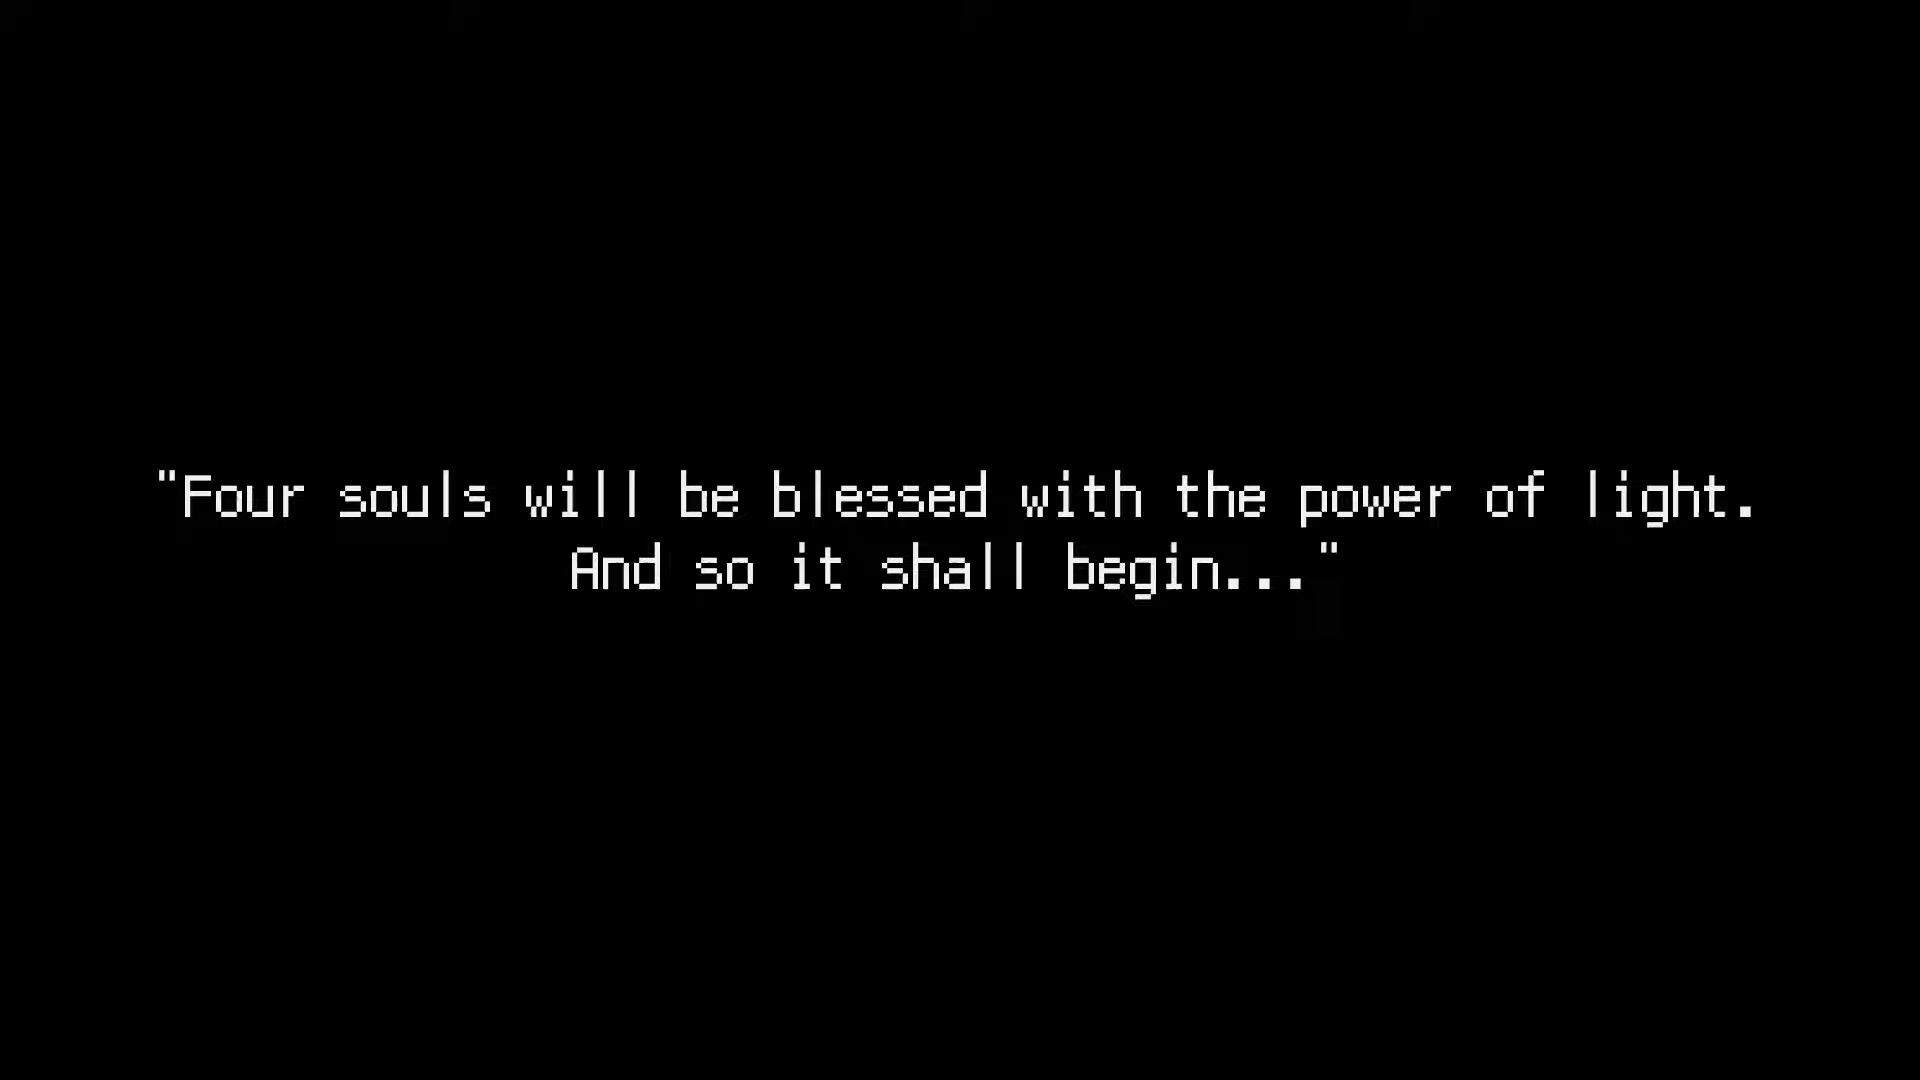 "Four souls will be blessed with the power of light.
And so it shall begin..."